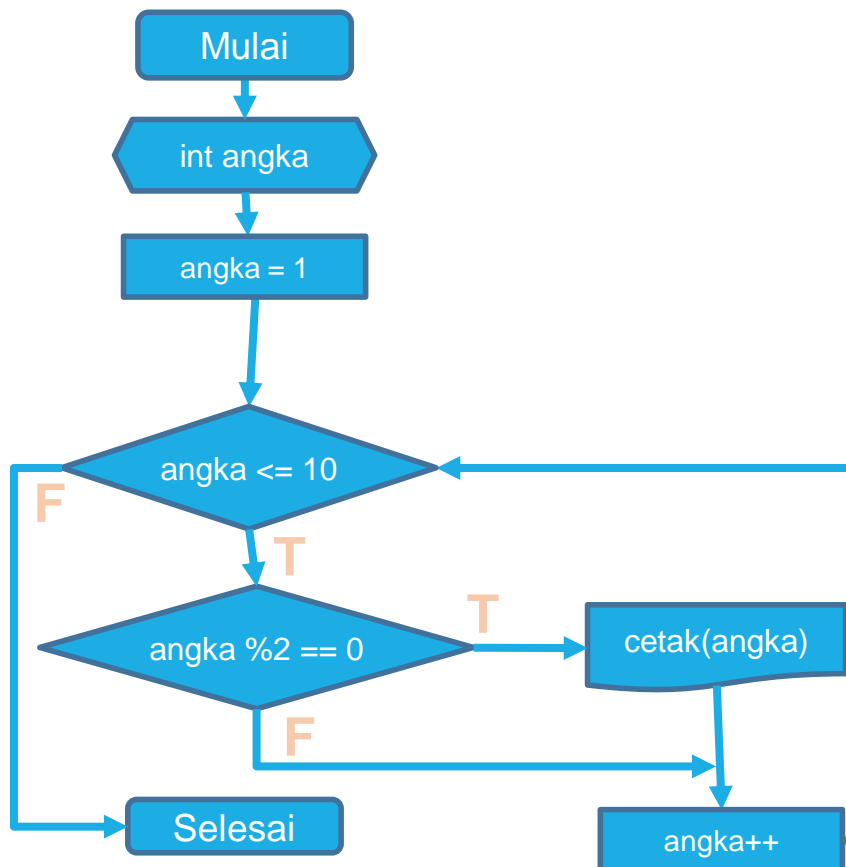 Mulai
int angka
angka = 1
angka <= 10
F
T
angka %2 == 0
T
cetak(angka)
F
Selesai
angka++